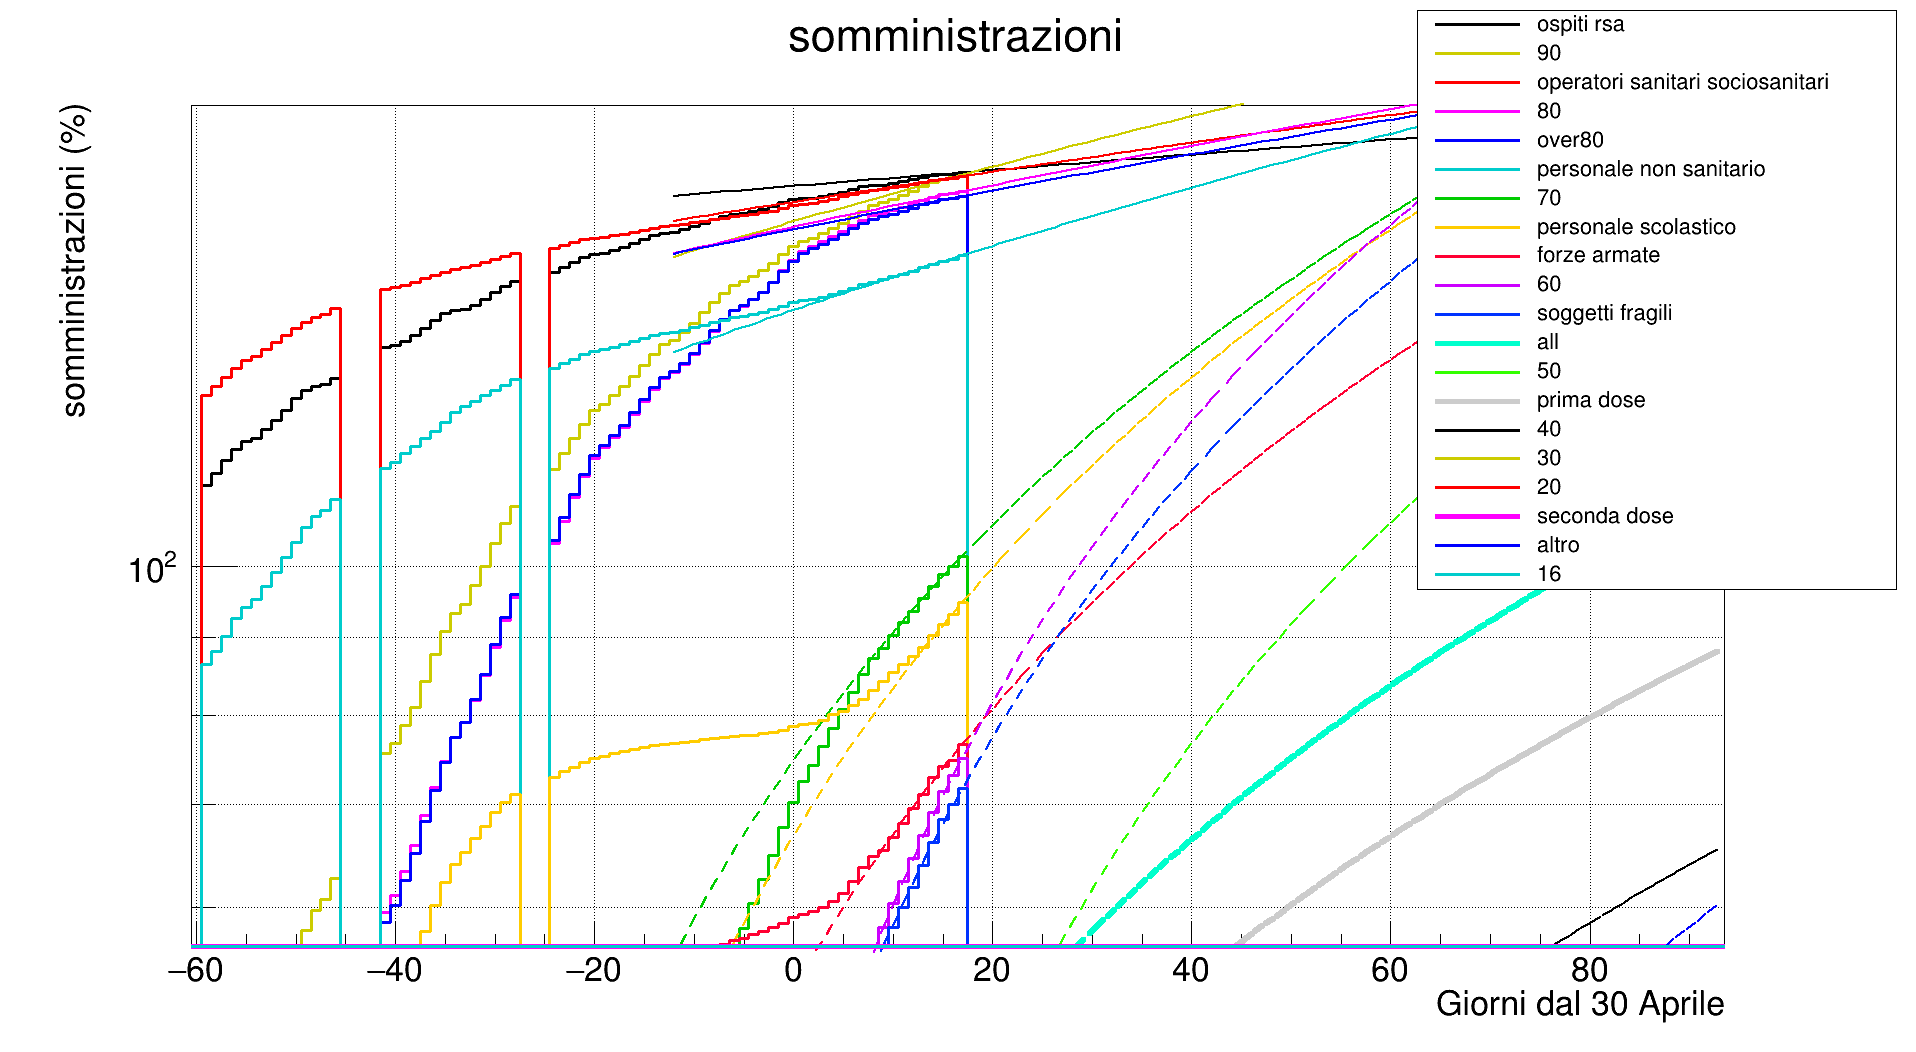 somministrazioni
somministrazioni (%)
10²
−60 −40 −20 0 20 40 60 80
Giorni dal 30 Aprile
ospiti rsa
90
operatori sanitari sociosanitari
80
over80
personale non sanitario
70
personale scolastico
forze armate
60
soggetti fragili
all
50
prima dose
40
30
20
seconda dose
altro
16